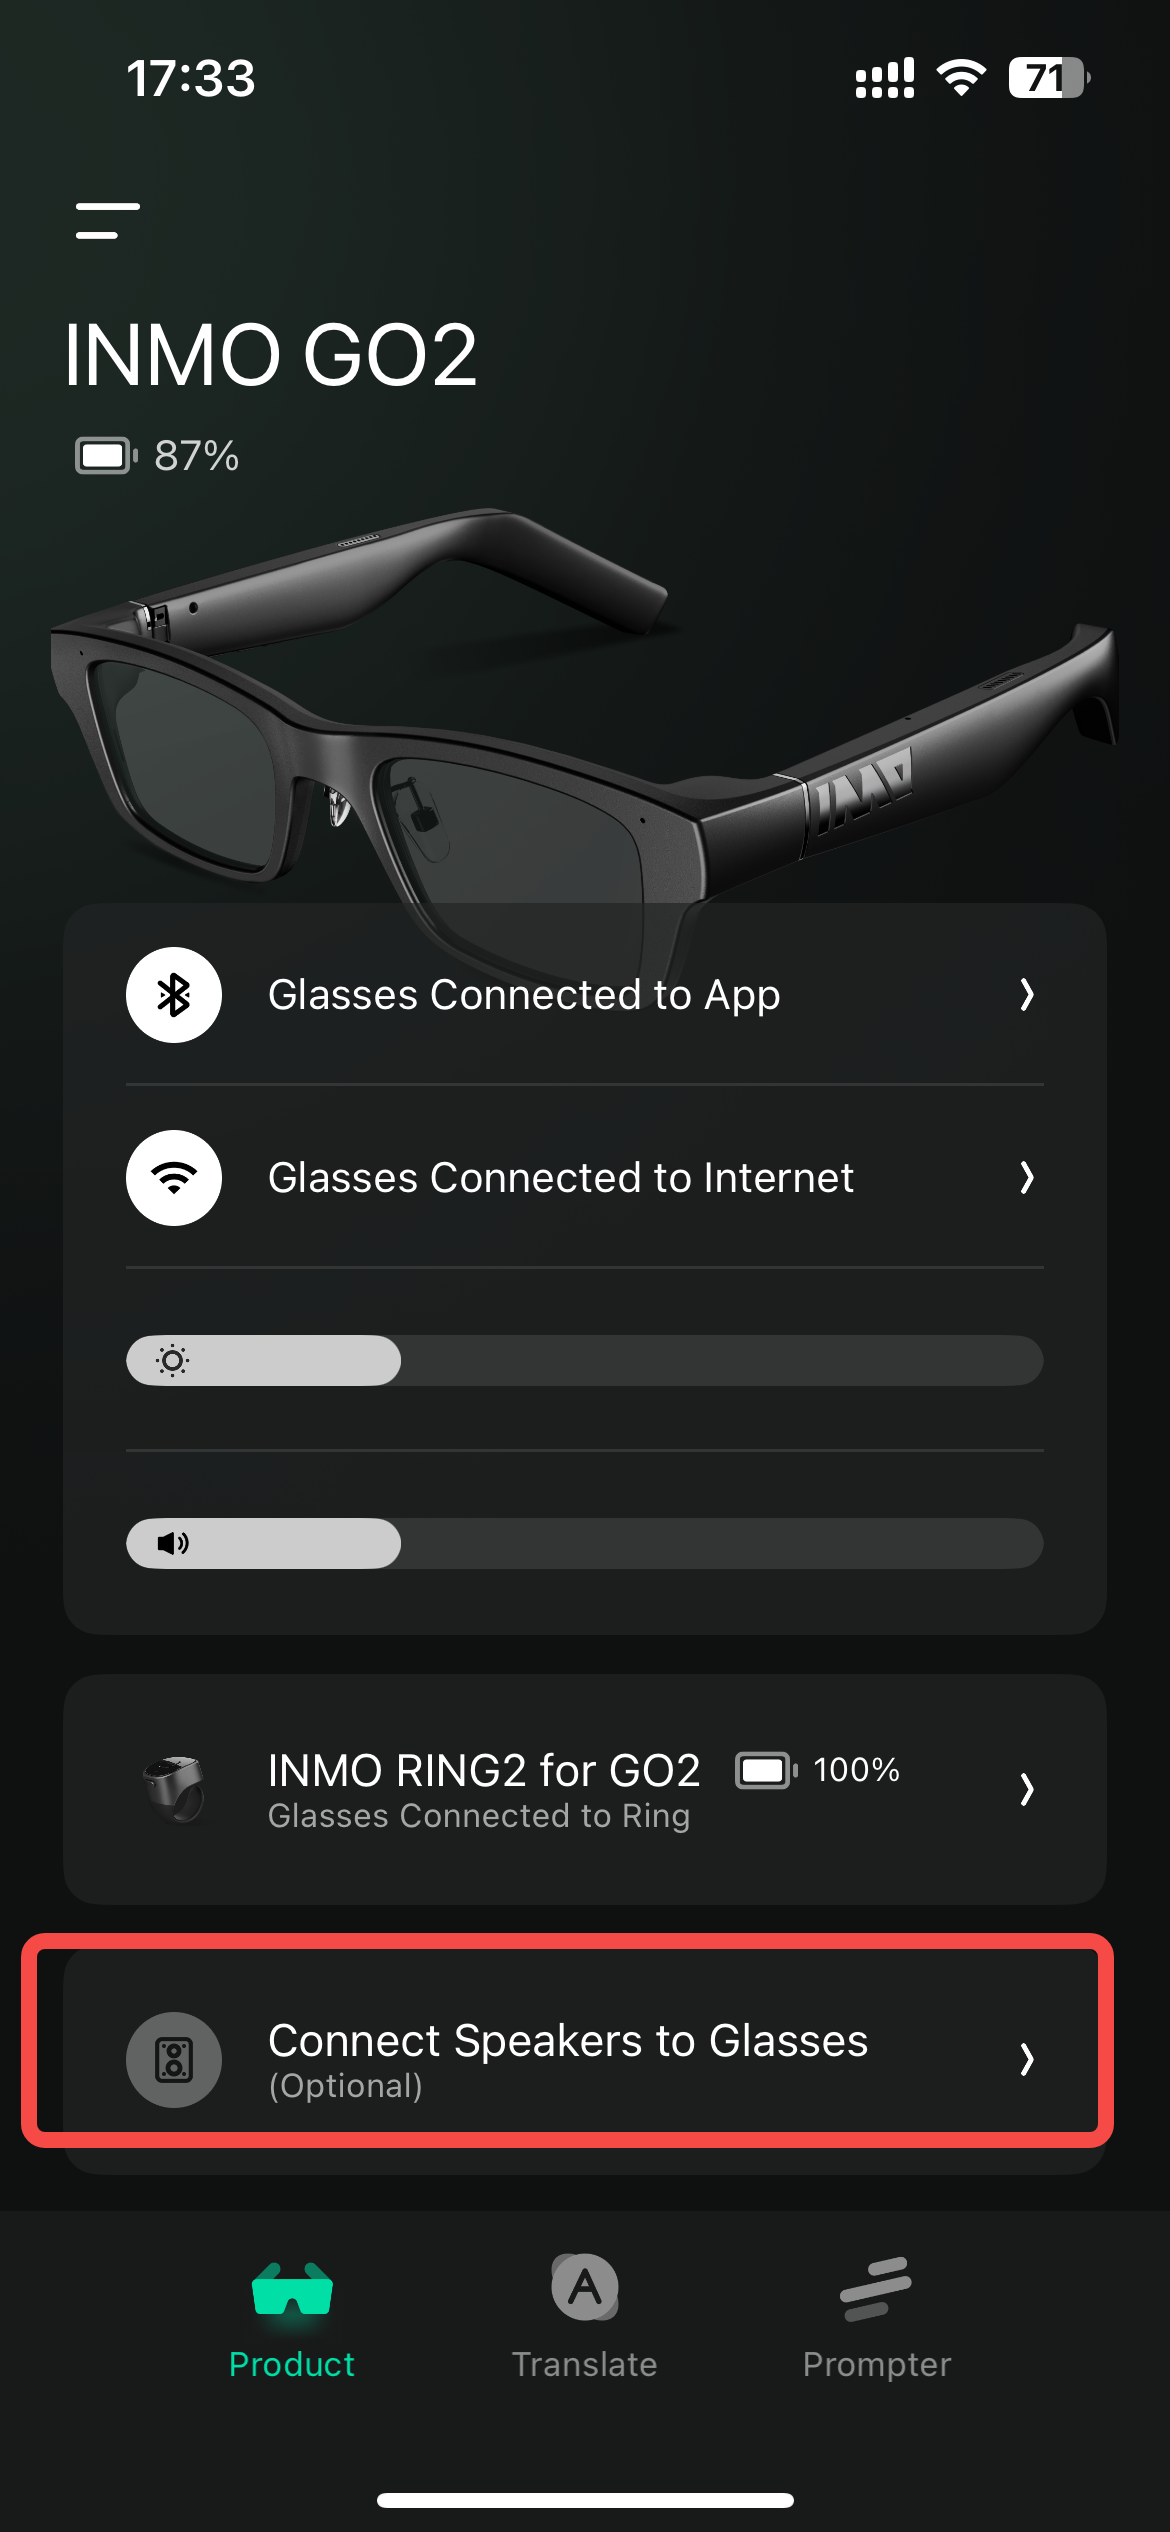 17:33
71
INMO GO2
87%
IMO
Glasses Connected to App
Glasses Connected to Internet
INMO RING2 for GO2
100%
Glasses Connected to Ring
Connect Speakers to Glasses
(Optional)
A
Product
Translate
Prompter